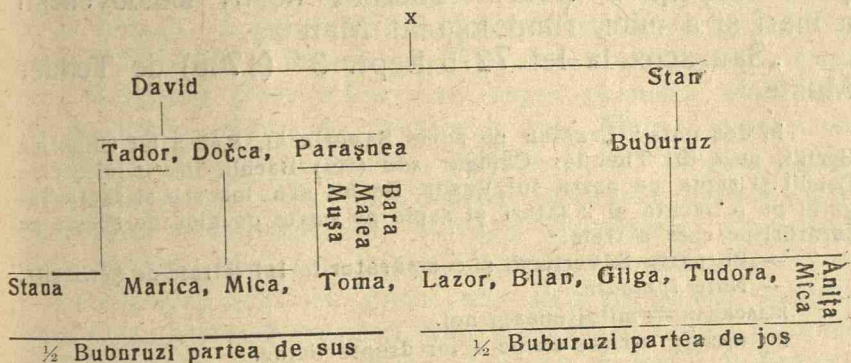 x
David Stan
Tador, Dočca, Parașnea Buburuz
Mușa
Maiea
Bara
Stana Marica, Mica, Toma, Lazor, Bilan, Gilga, Tudora,
Mica
Anița
½ Buburuzi partea de sus ½ Buburuzi partea de jos